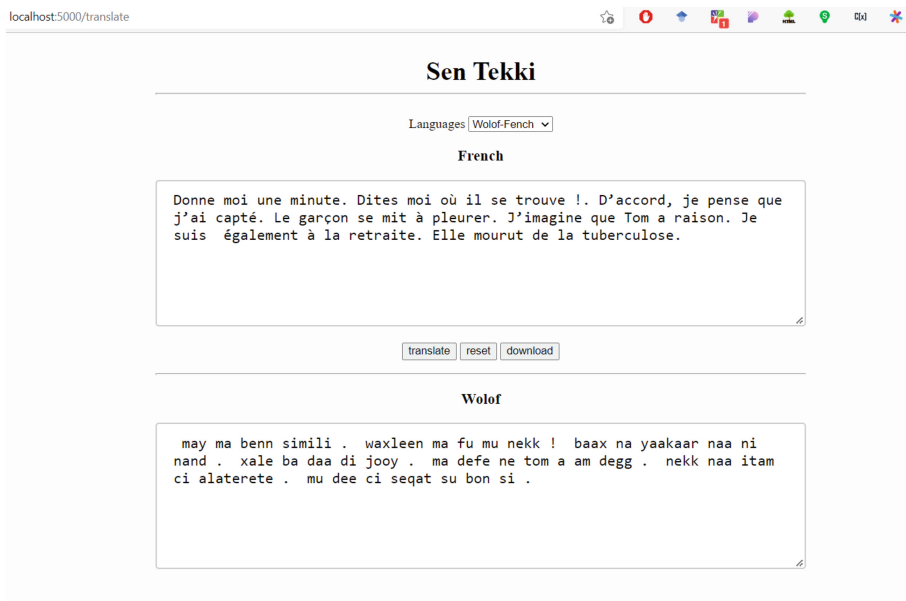 localhost:5000/translate
1
HTML
S
Sen Tekki
Languages Wolof-Fench
French
Donne moi une minute. Dites moi où il se trouve !. D’accord, je pense que
j’ai capté. Le garçon se mit à pleurer. J’imagine que Tom a raison. Je
suis  également à la retraite. Elle mourut de la tuberculose.
translate reset download
Wolof
may ma benn simili .  waxleen ma fu mu nekk !  baax na yaakaar naa ni
nand .  xale ba daa di jooy .  ma defe ne tom a am degg .  nekk naa itam
ci alaterete .  mu dee ci seqat su bon si .